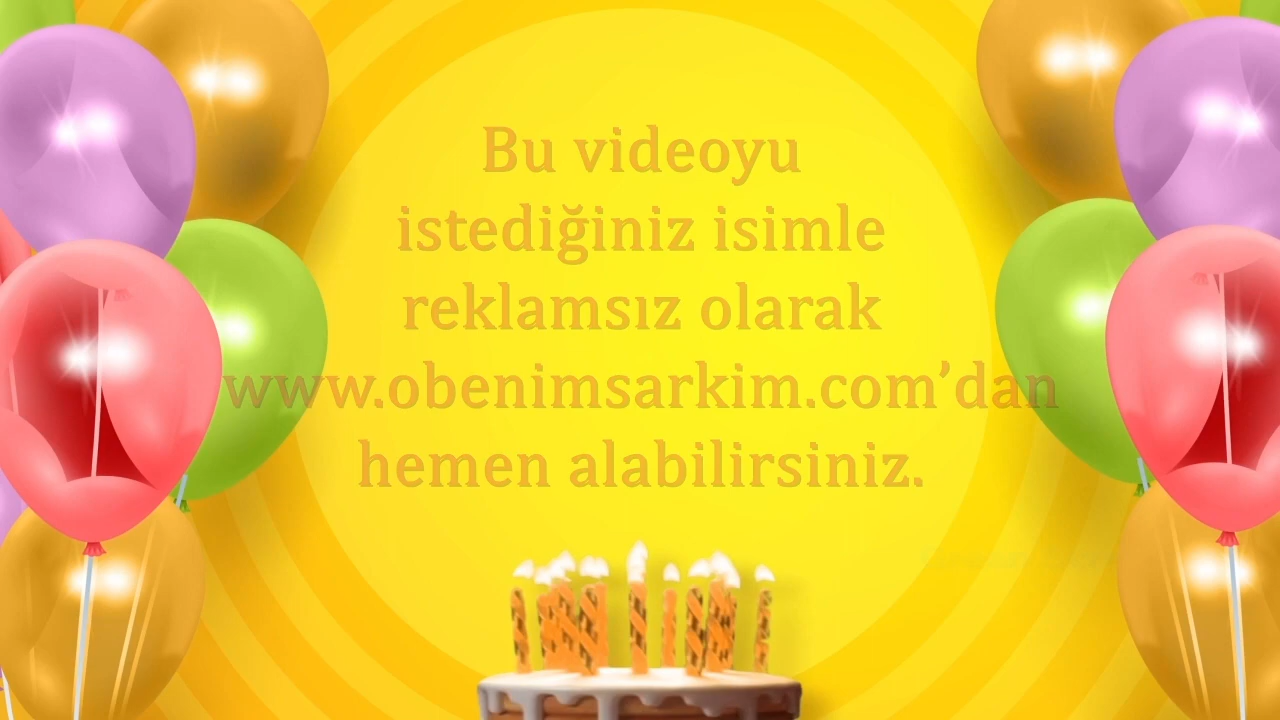 Bu videoyu
istediğiniz isimle
reklamsız olarak
www.obenimsarkim.com’dan
hemen alabilirsiniz.